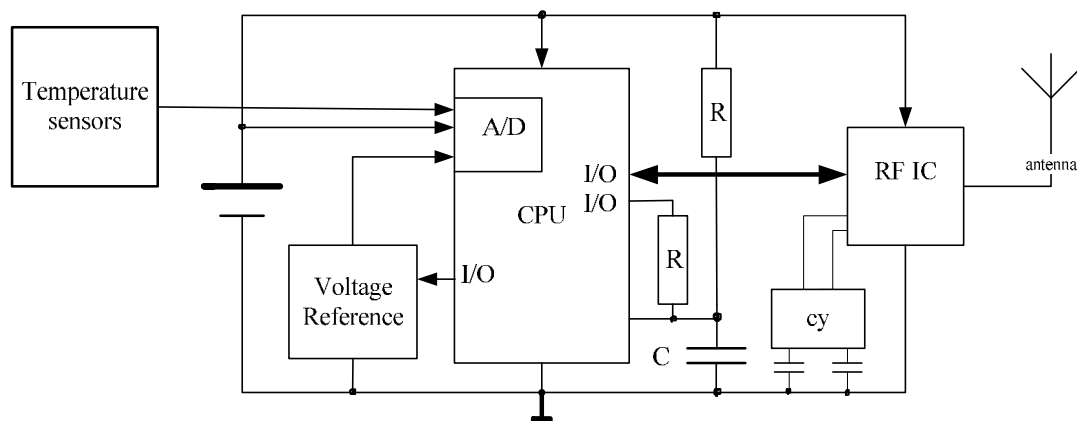 Temperature
sensors
A/D
R
I/O
I/O
CPU
RF IC
antenna
R
I/O
Voltage
Reference
C
cy